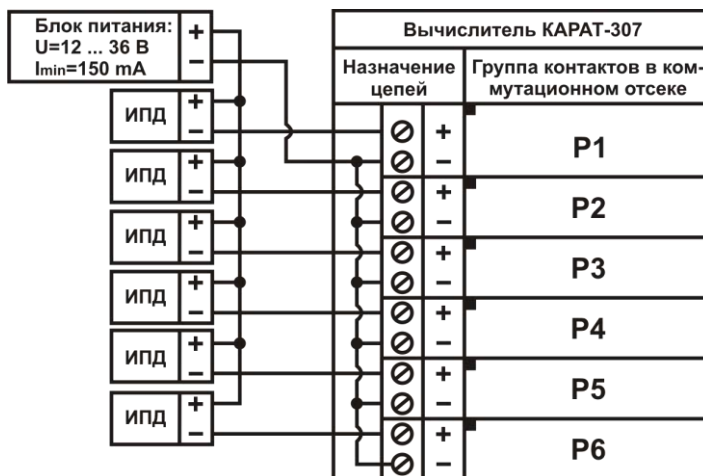 Блок питания:
U=12 ... 36 В
Imin=150 mA
+
−
Вычислитель КАРАТ-307
Назначение
цепей
Группа контактов в ком-
мутационном отсеке
ИПД
+
−
+
−
P1
ИПД
+
−
+
−
P2
ИПД
+
−
+
−
P3
ИПД
+
−
+
−
P4
ИПД
+
−
+
−
P5
ИПД
+
−
+
−
P6